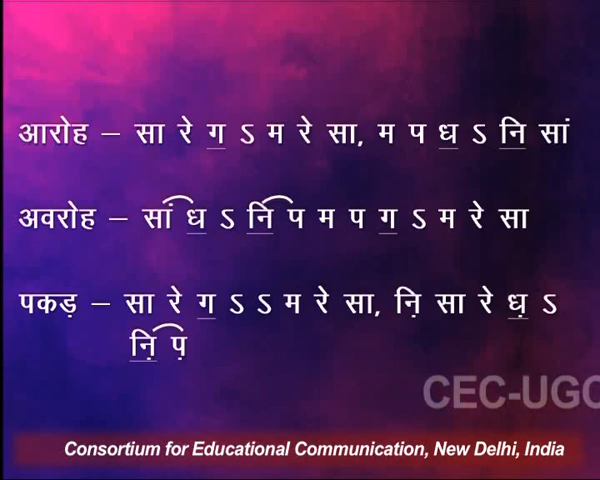 आरोह – सा रे ग॒ ऽ म रे सा, म प ध॒ ऽ नि॒ सां
अवरोह – सां ध॒ ऽ नि॒ प म प ग॒ ऽ म रे सा
पकड़ – सा रे ग॒ ऽ ऽ म रे सा, नि़ सा रे ध़॒ ऽ
नि़॒ प़
CEC-UGC
Consortium for Educational Communication, New Delhi, India